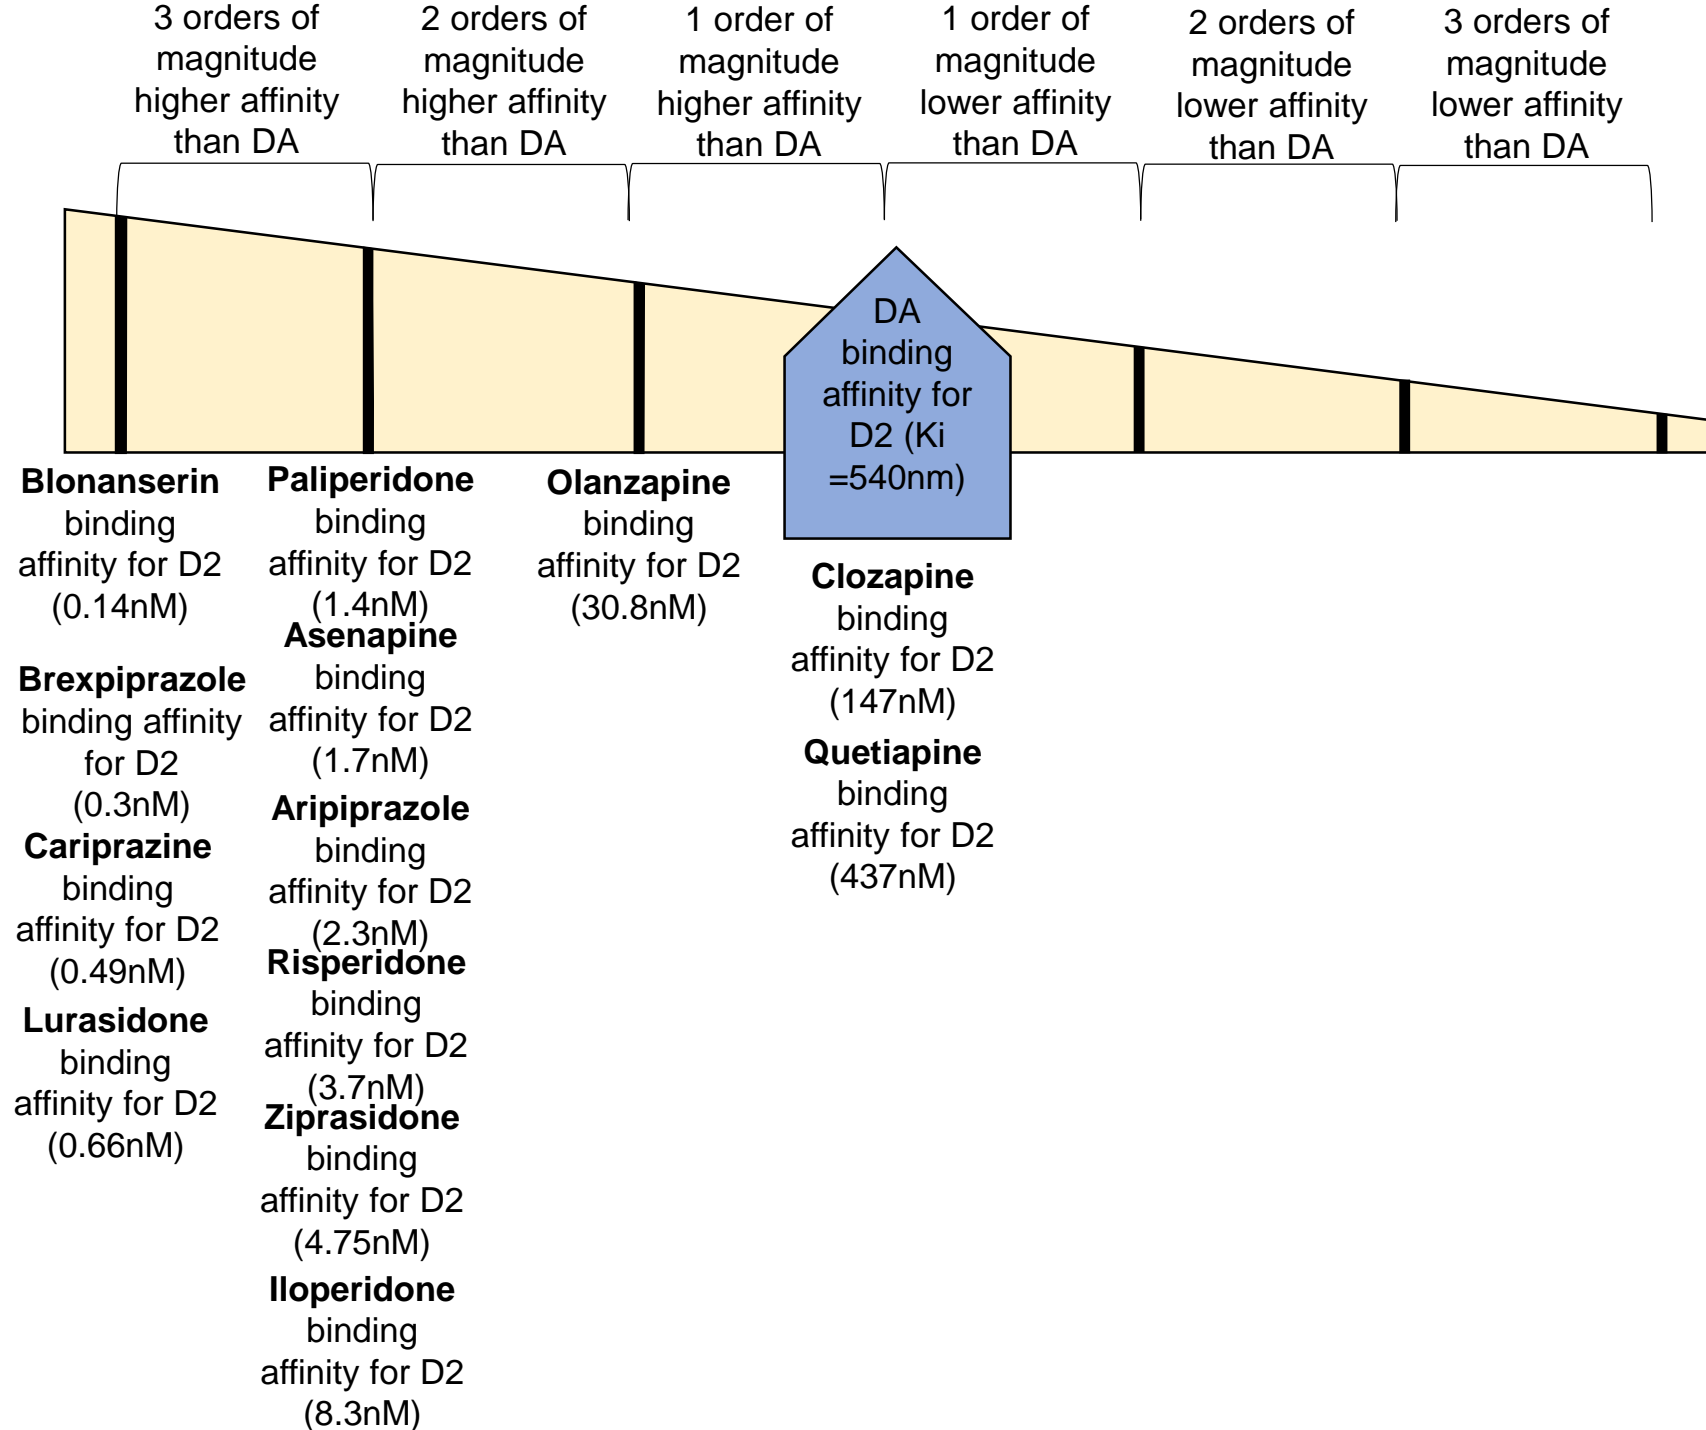 3 orders of
magnitude
higher affinity
than DA
2 orders of
magnitude
higher affinity
than DA
1 order of
magnitude
higher affinity
than DA
1 order of
magnitude
lower affinity
than DA
2 orders of
magnitude
lower affinity
than DA
3 orders of
magnitude
lower affinity
than DA
DA
binding
affinity for
D2 (Ki
=540nm)
Blonanserin
binding
affinity for D2
(0.14nM)
Brexpiprazole
binding affinity
for D2
(0.3nM)
Cariprazine
binding
affinity for D2
(0.49nM)
Lurasidone
binding
affinity for D2
(0.66nM)
Paliperidone
binding
affinity for D2
(1.4nM)
Asenapine
binding
affinity for D2
(1.7nM)
Aripiprazole
binding
affinity for D2
(2.3nM)
Risperidone
binding
affinity for D2
(3.7nM)
Ziprasidone
binding
affinity for D2
(4.75nM)
Iloperidone
binding
affinity for D2
(8.3nM)
Olanzapine
binding
affinity for D2
(30.8nM)
Clozapine
binding
affinity for D2
(147nM)
Quetiapine
binding
affinity for D2
(437nM)